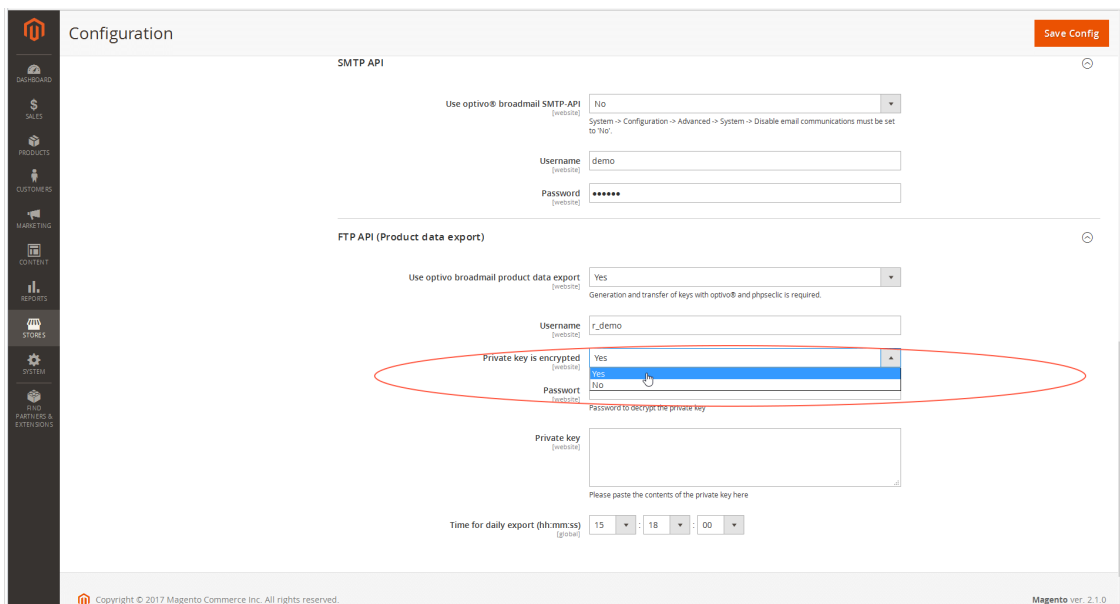 Configuration
Save Config
DASHBOARD
SALES
PRODUCTS
CUSTOMERS
MARKETING
CONTENT
REPORTS
STORES
SYSTEM
FIND
PARTNERS &
EXTENSIONS
SMTP API
Use optivo® broadmail SMTP-API
[website]
No
System -> Configuration -> Advanced -> System -> Disable email communications must be set
to 'No'.
Username
[website]
demo
Password
[website]
••••••
FTP API (Product data export)
Use optivo broadmail product data export
[website]
Yes
Generation and transfer of keys with optivo® and phpseclic is required.
Username
[website]
r_demo
Private key is encrypted
[website]
Yes
Yes
No
Passwort
[website]
Password to decrypt the private key
Private key
[website]
Please paste the contents of the private key here
Time for daily export (hh:mm:ss)
[global]
15 : 18 : 00
Copyright © 2017 Magento Commerce Inc. All rights reserved.
Magento ver. 2.1.0